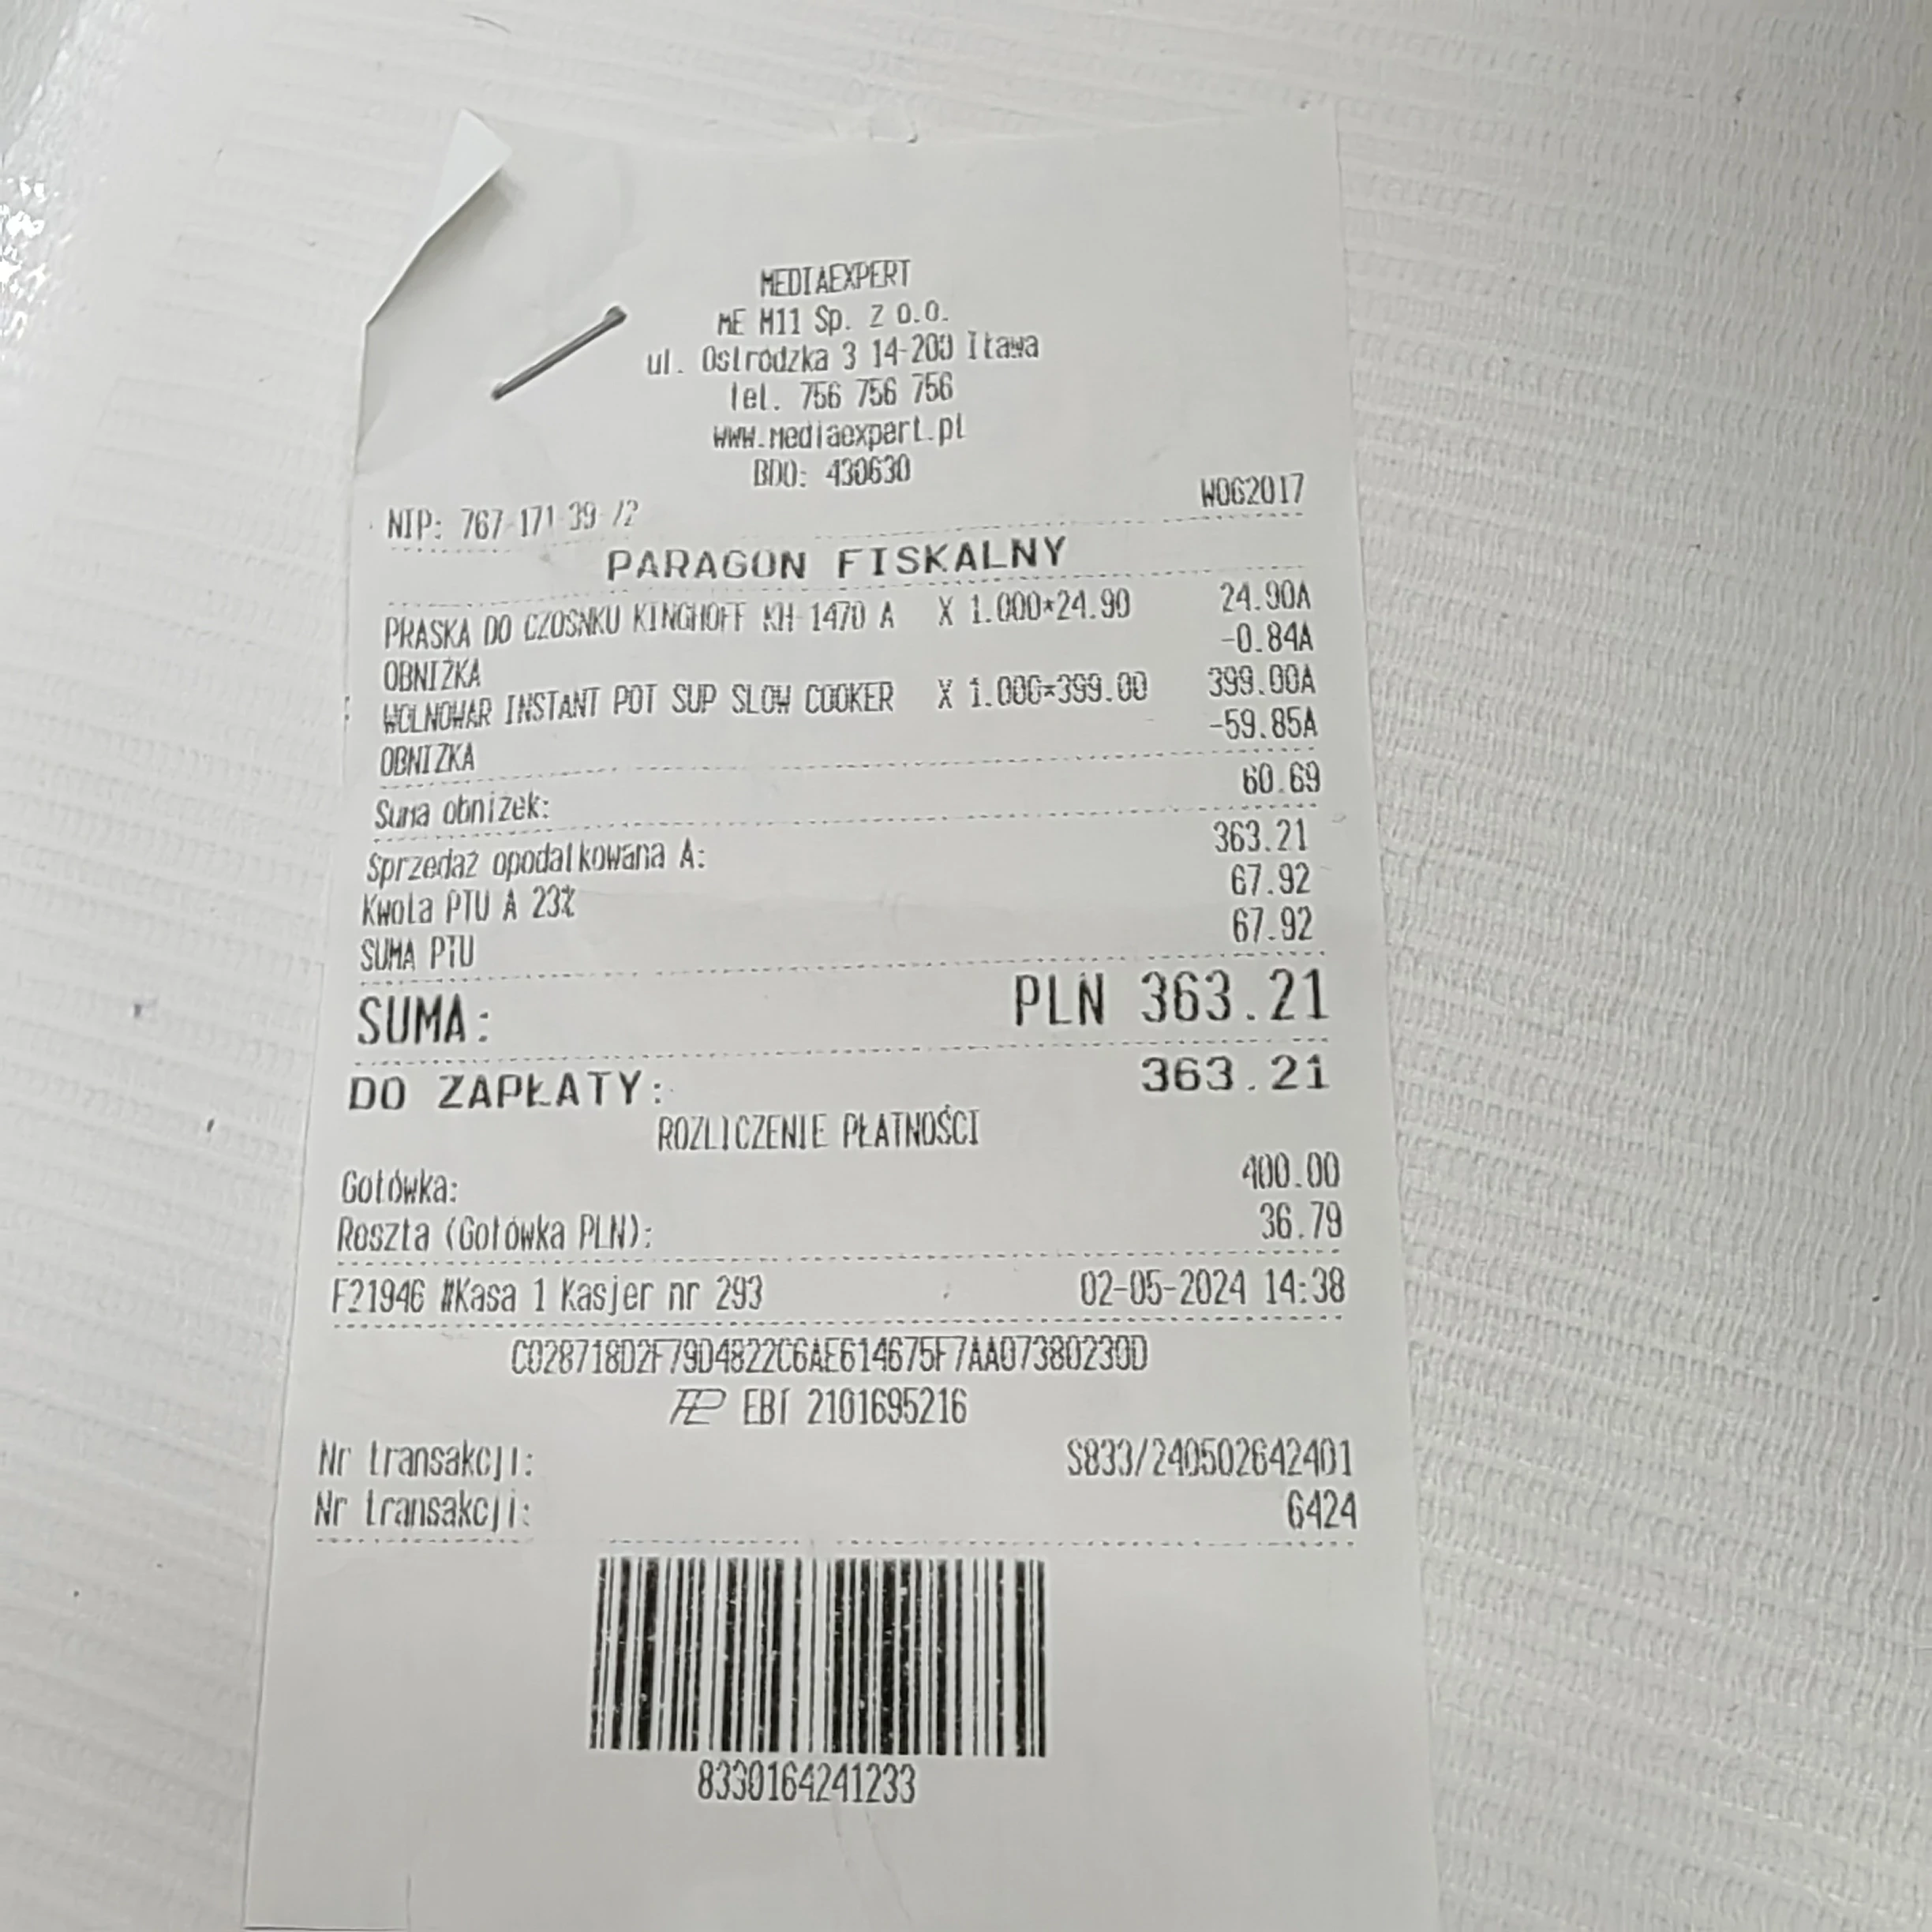 MEDIAEXPERT
ME M11 Sp. Z O.O.
ul. Ostródzka 3 14-200 Iława
tel. 756 756 756
www.mediaexpert.pl
BDO: 430630
NIP: 767-171-39-72 W062017
PARAGON FISKALNY
PRASKA DO CZOSNKU KINGHOFF KH-1470 A X 1.000*24.90 24.90A
OBNIŻKA -0.84A
WOLNOWAR INSTANT POT SUP SLOW COOKER X 1.000*399.00 399.00A
OBNIŻKA -59.85A
Suma obniżek: 60.69
Sprzedaż opodatkowana A: 363.21
Kwota PTU A 23% 67.92
SUMA PTU 67.92
SUMA: PLN 363.21
DO ZAPŁATY: 363.21
ROZLICZENIE PŁATNOŚCI
Gotówka: 400.00
Reszta (Gotówka PLN): 36.79
F21946 #Kasa 1 Kasjer nr 293 02-05-2024 14:38
C028718D2F79D4822C6AE614675F7AA07380230D
EBF 2101695216
Nr transakcji: S833/240502642401
Nr transakcji: 6424
8330164241233